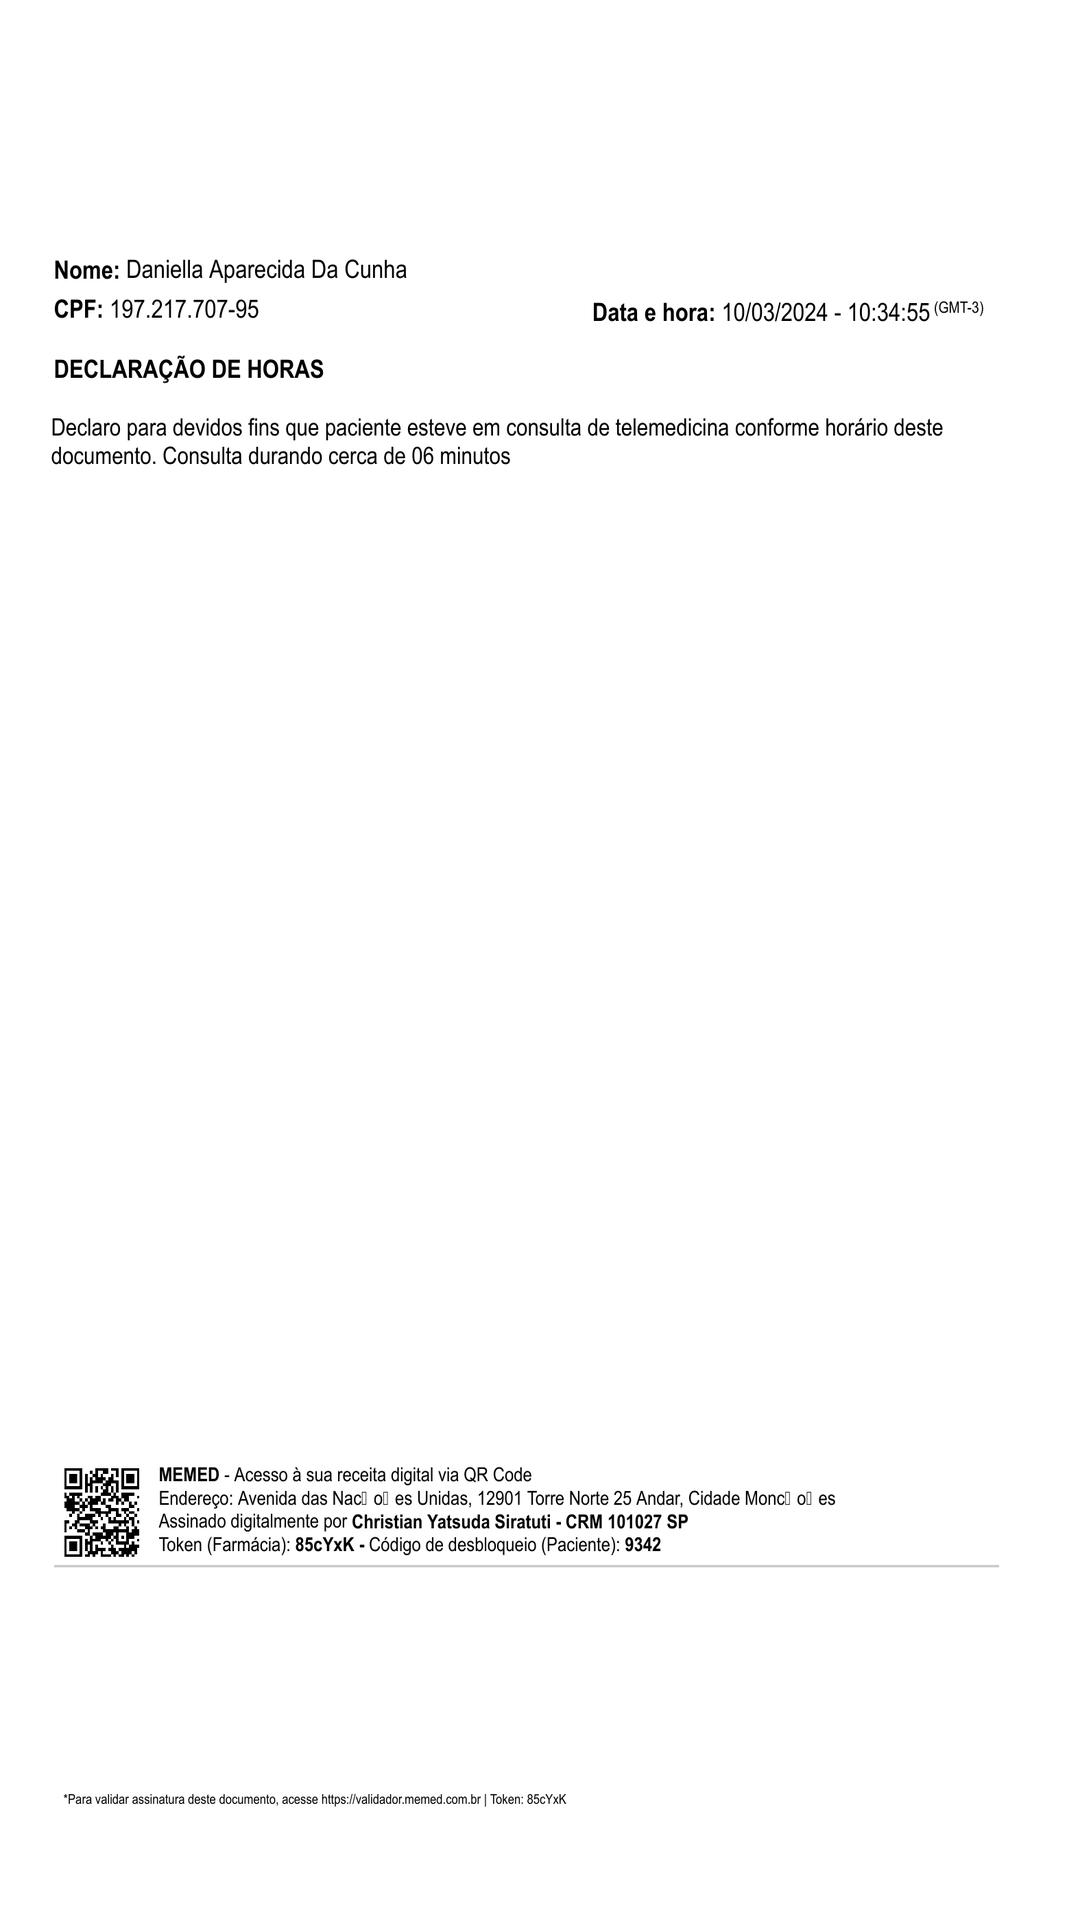 Nome: Daniella Aparecida Da Cunha
CPF: 197.217.707-95
Data e hora: 10/03/2024 - 10:34:55 (GMT-3)
DECLARAÇÃO DE HORAS
Declaro para devidos fins que paciente esteve em consulta de telemedicina conforme horário deste
documento. Consulta durando cerca de 06 minutos
MEMED - Acesso à sua receita digital via QR Code
Endereço: Avenida das Nac▯ o▯ es Unidas, 12901 Torre Norte 25 Andar, Cidade Monc▯ o▯ es
Assinado digitalmente por Christian Yatsuda Siratuti - CRM 101027 SP
Token (Farmácia): 85cYxK - Código de desbloqueio (Paciente): 9342
*Para validar assinatura deste documento, acesse https://validador.memed.com.br | Token: 85cYxK